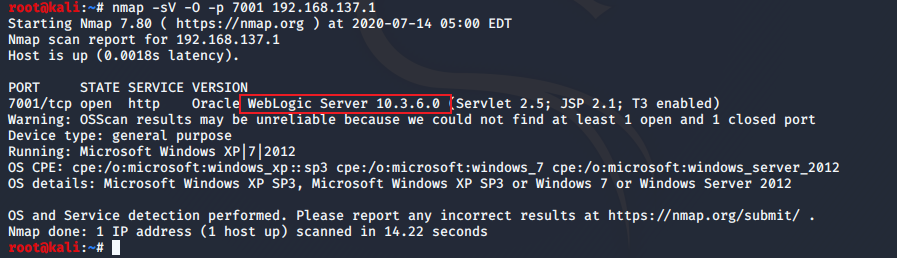 root@kali:~# nmap -sV -O -p 7001 192.168.137.1
Starting Nmap 7.80 ( https://nmap.org ) at 2020-07-14 05:00 EDT
Nmap scan report for 192.168.137.1
Host is up (0.0018s latency).
PORT     STATE SERVICE VERSION
7001/tcp open  http    Oracle WebLogic Server 10.3.6.0 (Servlet 2.5; JSP 2.1; T3 enabled)
Warning: OSScan results may be unreliable because we could not find at least 1 open and 1 closed port
Device type: general purpose
Running: Microsoft Windows XP|7|2012
OS CPE: cpe:/o:microsoft:windows_xp::sp3 cpe:/o:microsoft:windows_7 cpe:/o:microsoft:windows_server_2012
OS details: Microsoft Windows XP SP3, Microsoft Windows XP SP3 or Windows 7 or Windows Server 2012
OS and Service detection performed. Please report any incorrect results at https://nmap.org/submit/ .
Nmap done: 1 IP address (1 host up) scanned in 14.22 seconds
root@kali:~#